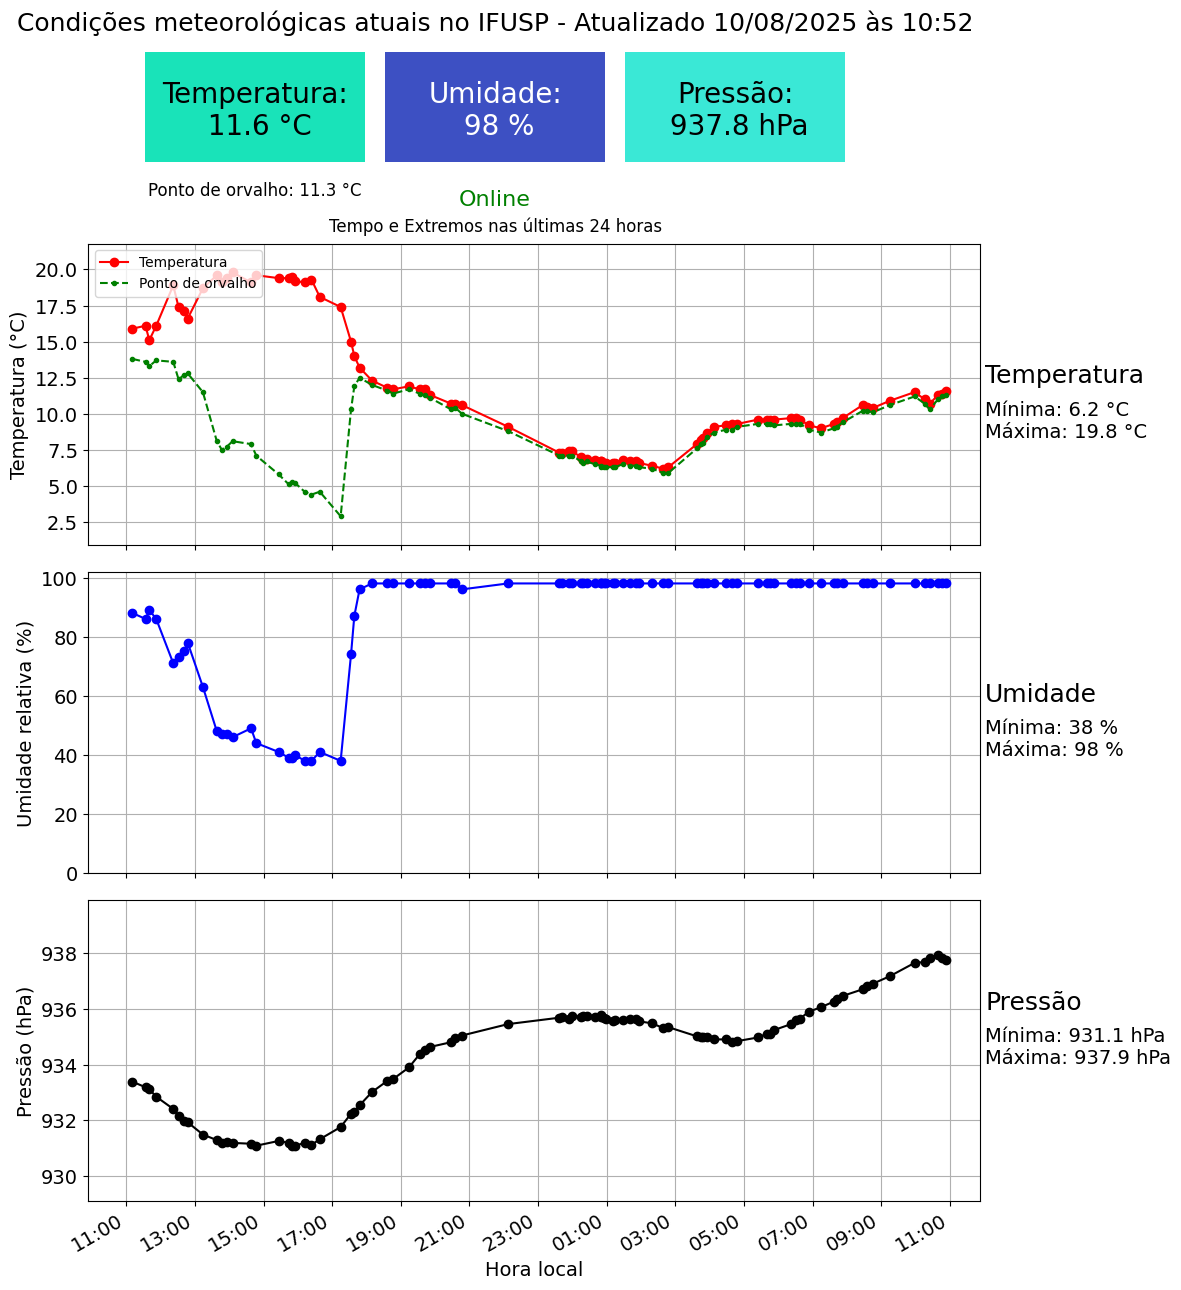 Condições meteorológicas atuais no IFUSP - Atualizado 10/08/2025 às 10:52
Temperatura:
11.6 °C
Umidade:
98 %
Pressão:
937.8 hPa
Ponto de orvalho: 11.3 °C
Online
Tempo e Extremos nas últimas 24 horas
Temperatura
Ponto de orvalho
Temperatura (°C)
20.0
17.5
15.0
12.5
10.0
7.5
5.0
2.5
Temperatura
Mínima: 6.2 °C
Máxima: 19.8 °C
Umidade relativa (%)
100
80
60
40
20
0
Umidade
Mínima: 38 %
Máxima: 98 %
Pressão (hPa)
938
936
934
932
930
Pressão
Mínima: 931.1 hPa
Máxima: 937.9 hPa
11:00
13:00
15:00
17:00
19:00
21:00
23:00
01:00
03:00
05:00
07:00
09:00
11:00
Hora local